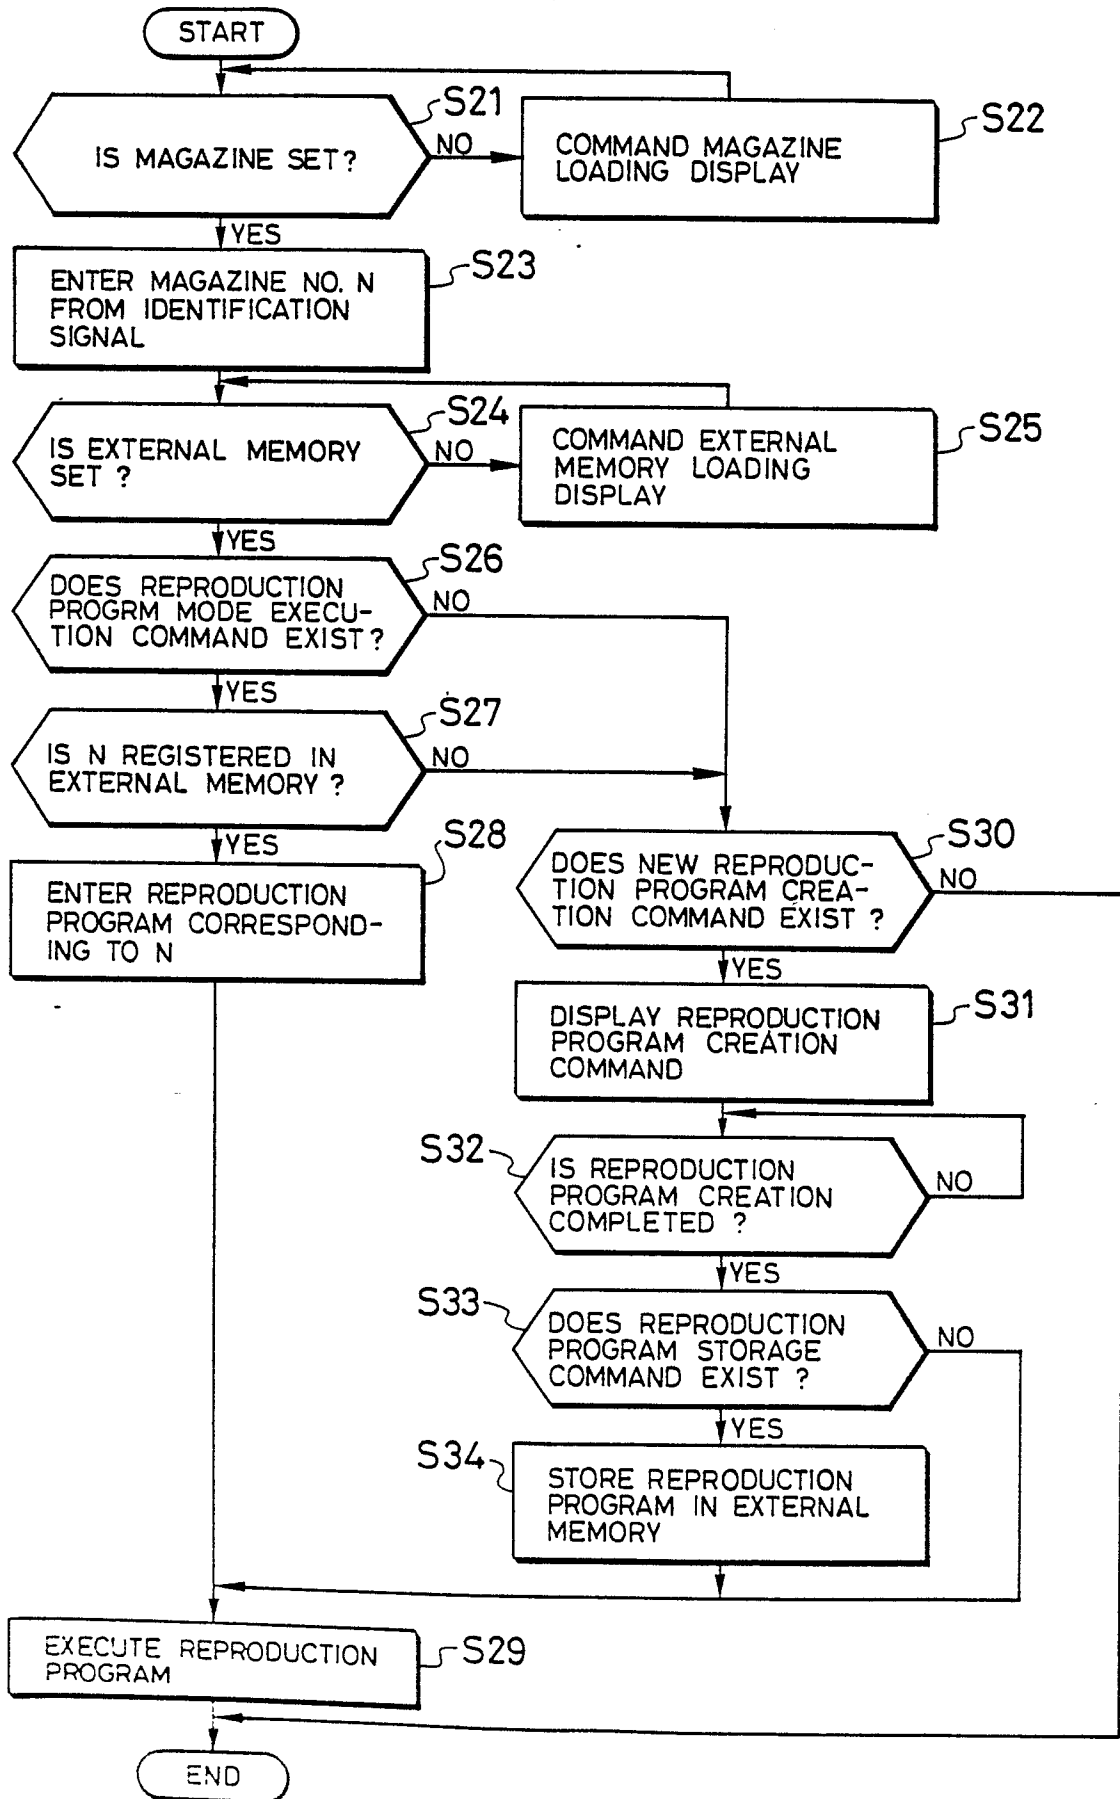 START
S21
IS MAGAZINE SET?
NO
S22
COMMAND MAGAZINE
LOADING DISPLAY
YES
S23
ENTER MAGAZINE NO. N
FROM IDENTIFICATION
SIGNAL
S24
IS EXTERNAL MEMORY
SET ?
NO
S25
COMMAND EXTERNAL
MEMORY LOADING
DISPLAY
YES
S26
DOES REPRODUCTION
PROGRM MODE EXECU-
TION COMMAND EXIST?
NO
YES
S27
IS N REGISTERED IN
EXTERNAL MEMORY ?
NO
YES
S28
ENTER REPRODUCTION
PROGRAM CORRESPOND-
ING TO N
S30
DOES NEW REPRODUC-
TION PROGRAM CREA-
TION COMMAND EXIST ?
NO
YES
S31
DISPLAY REPRODUCTION
PROGRAM CREATION
COMMAND
S32
IS REPRODUCTION
PROGRAM CREATION
COMPLETED ?
NO
YES
S33
DOES REPRODUCTION
PROGRAM STORAGE
COMMAND EXIST ?
NO
YES
S34
STORE REPRODUCTION
PROGRAM IN EXTERNAL
MEMORY
S29
EXECUTE REPRODUCTION
PROGRAM
END